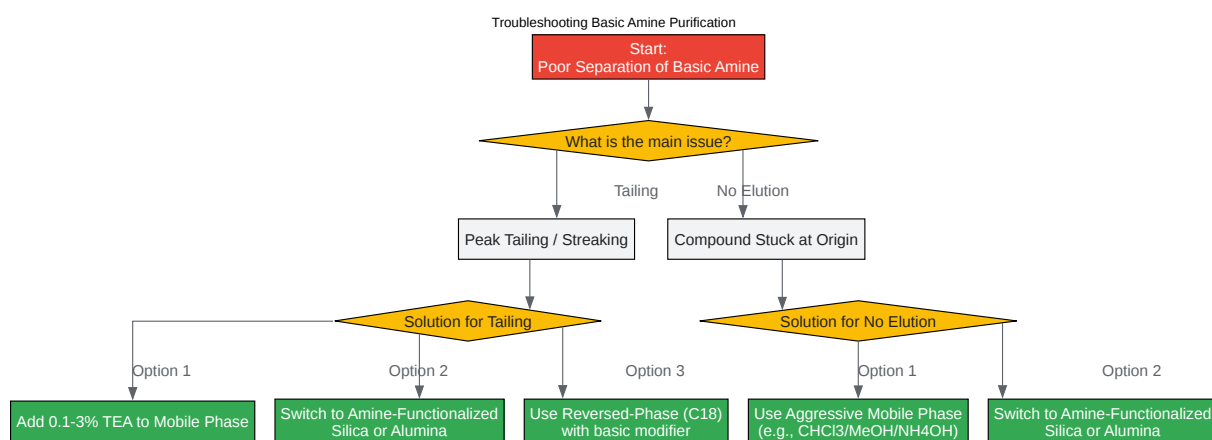 Troubleshooting Basic Amine Purification
Start:
Poor Separation of Basic Amine
What is the main issue?
Tailing
No Elution
Peak Tailing / Streaking
Compound Stuck at Origin
Solution for Tailing
Solution for No Elution
Option 1
Option 2
Option 3
Option 1
Option 2
Add 0.1-3% TEA to Mobile Phase
Switch to Amine-Functionalized
Silica or Alumina
Use Reversed-Phase (C18)
with basic modifier
Use Aggressive Mobile Phase
(e.g., CHCl3/MeOH/NH4OH)
Switch to Amine-Functionalized
Silica or Alumina